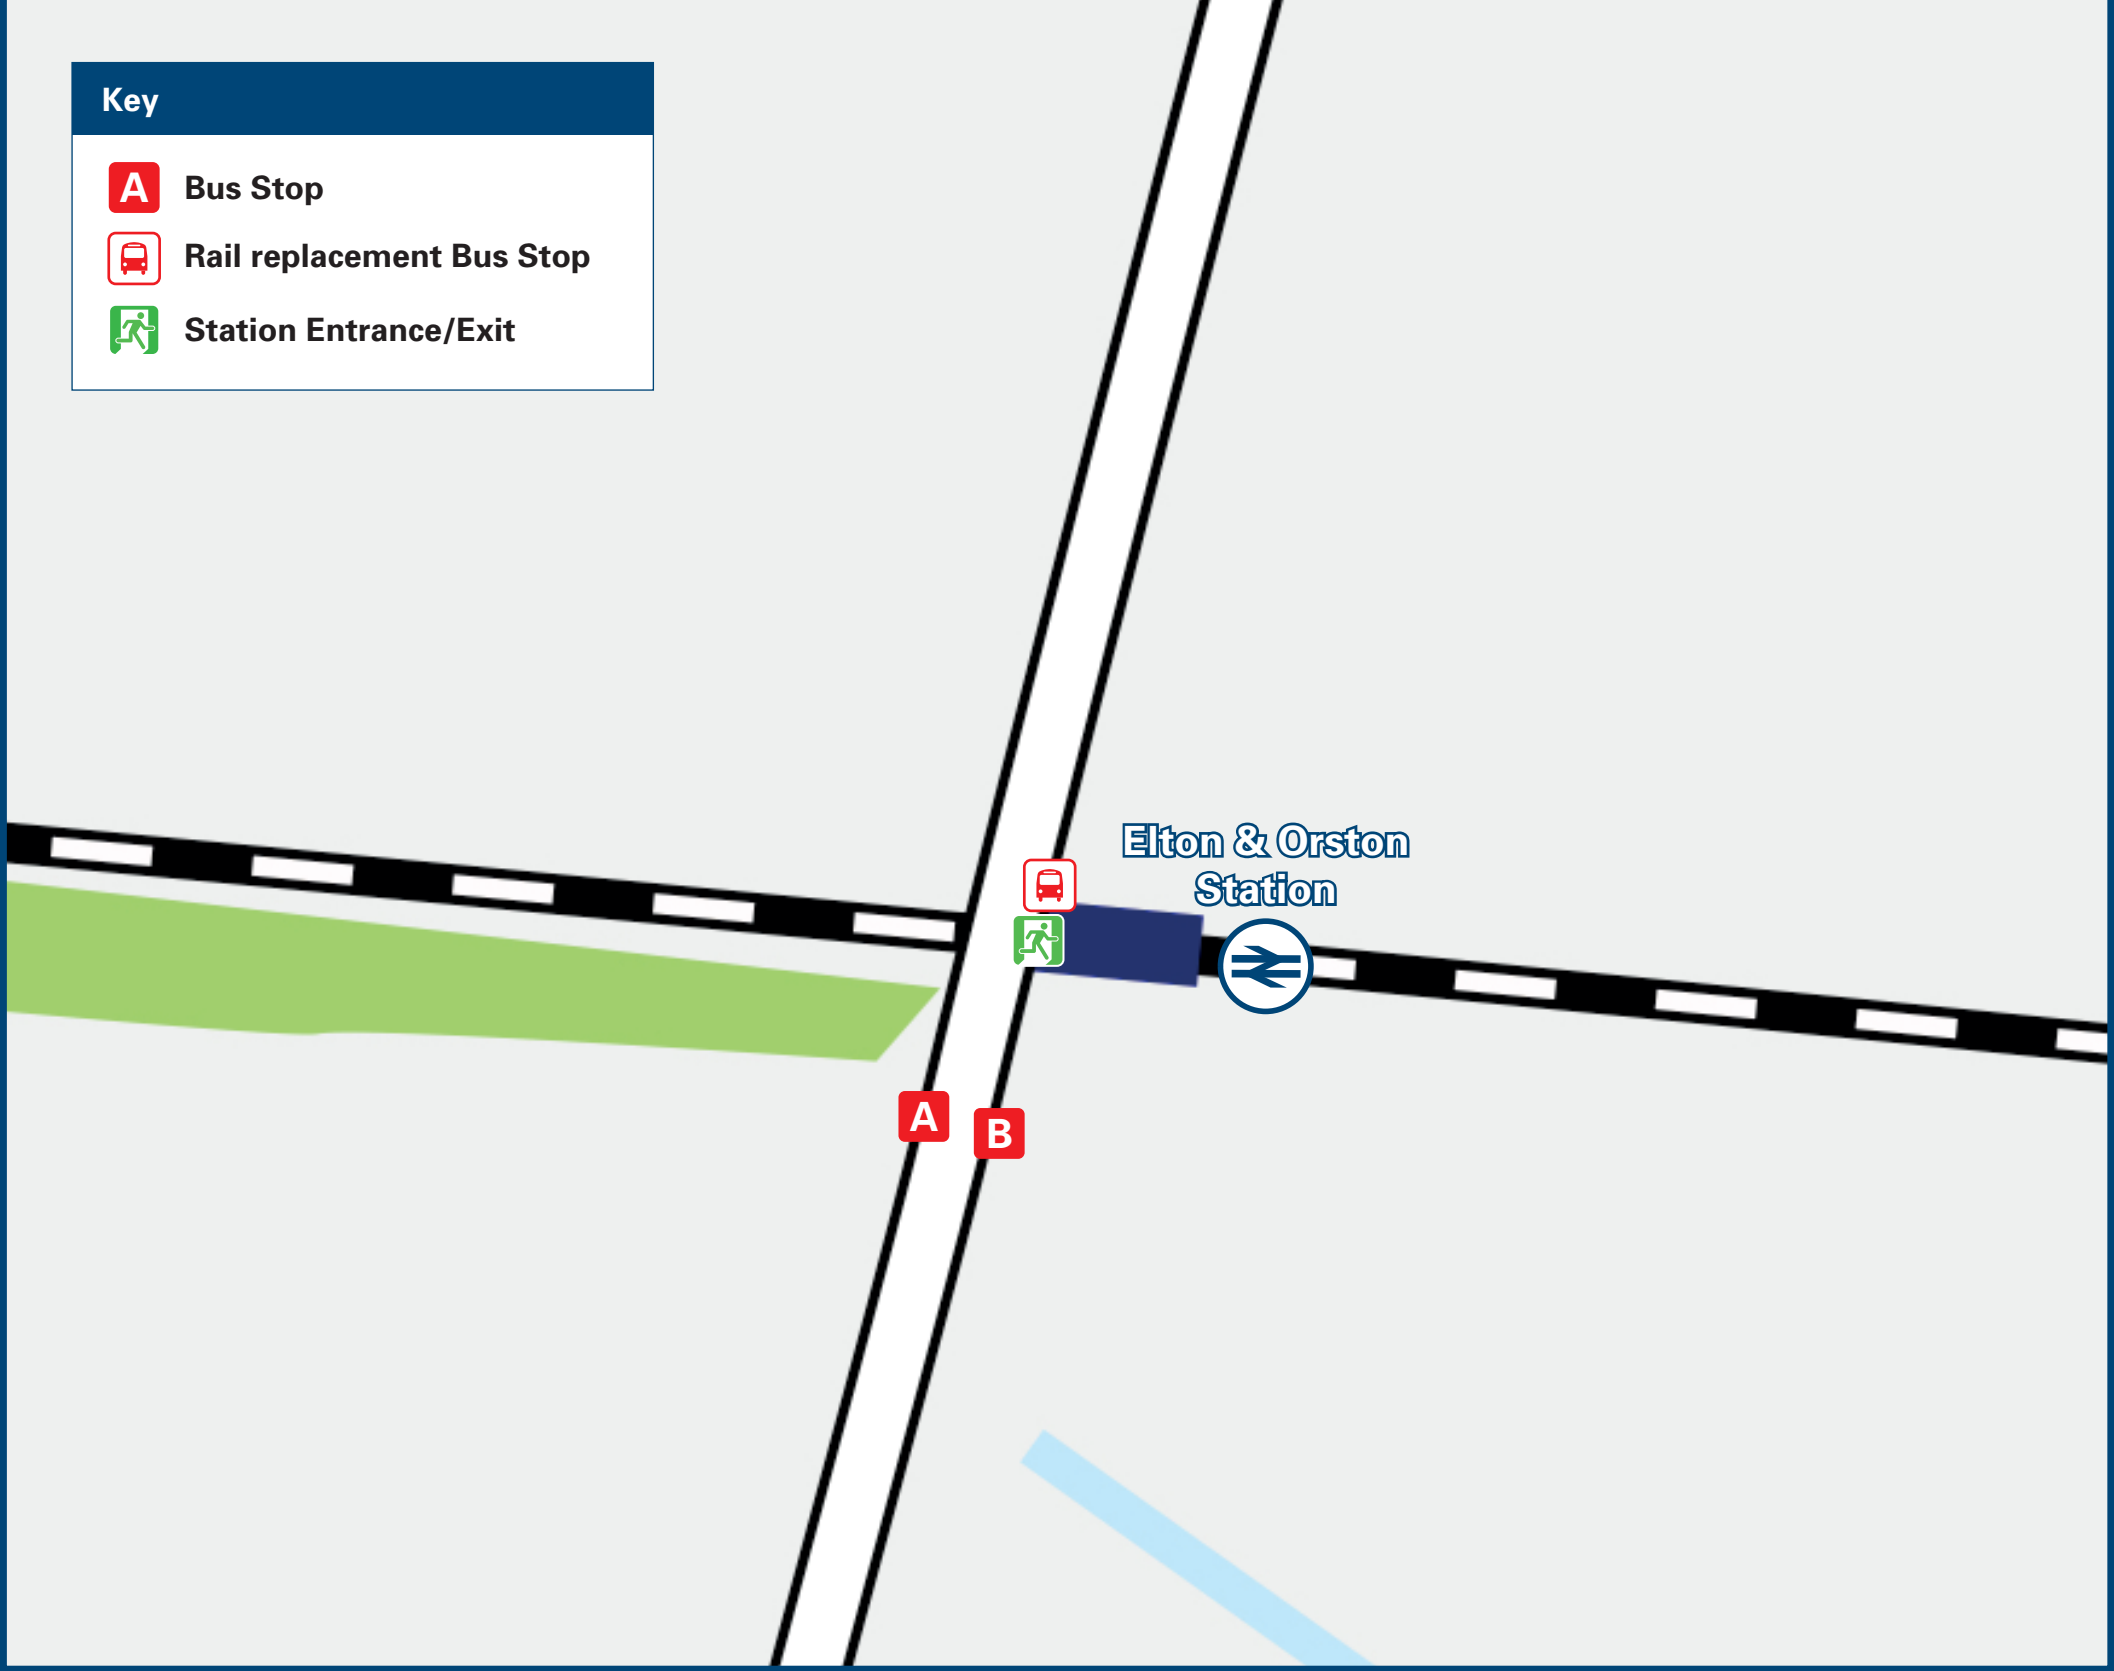 Key
A Bus Stop
Rail replacement Bus Stop
Station Entrance/Exit
Elton & Orston
Station
A
B